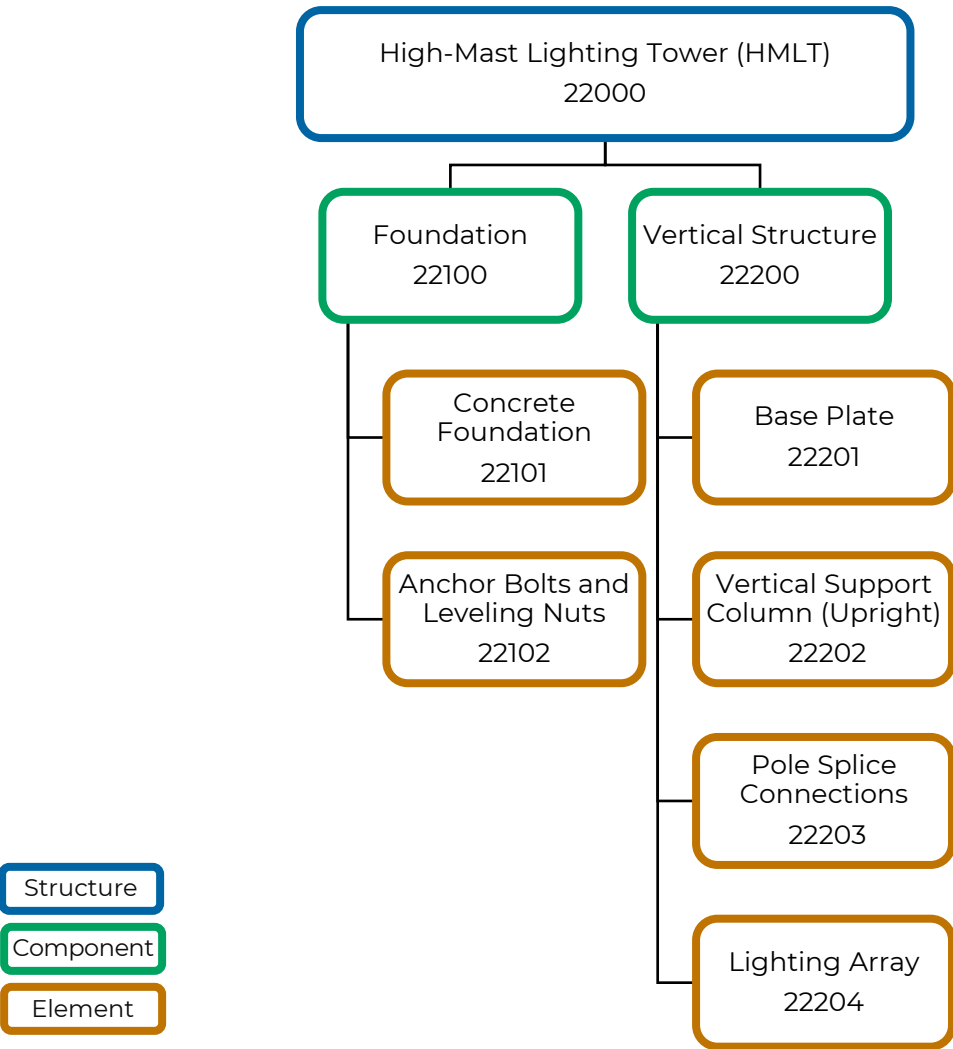 High-Mast Lighting Tower (HMLT)
22000
Foundation
22100
Vertical Structure
22200
Concrete
Foundation
22101
Base Plate
22201
Anchor Bolts and
Leveling Nuts
22102
Vertical Support
Column (Upright)
22202
Pole Splice
Connections
22203
Lighting Array
22204
Structure
Component
Element